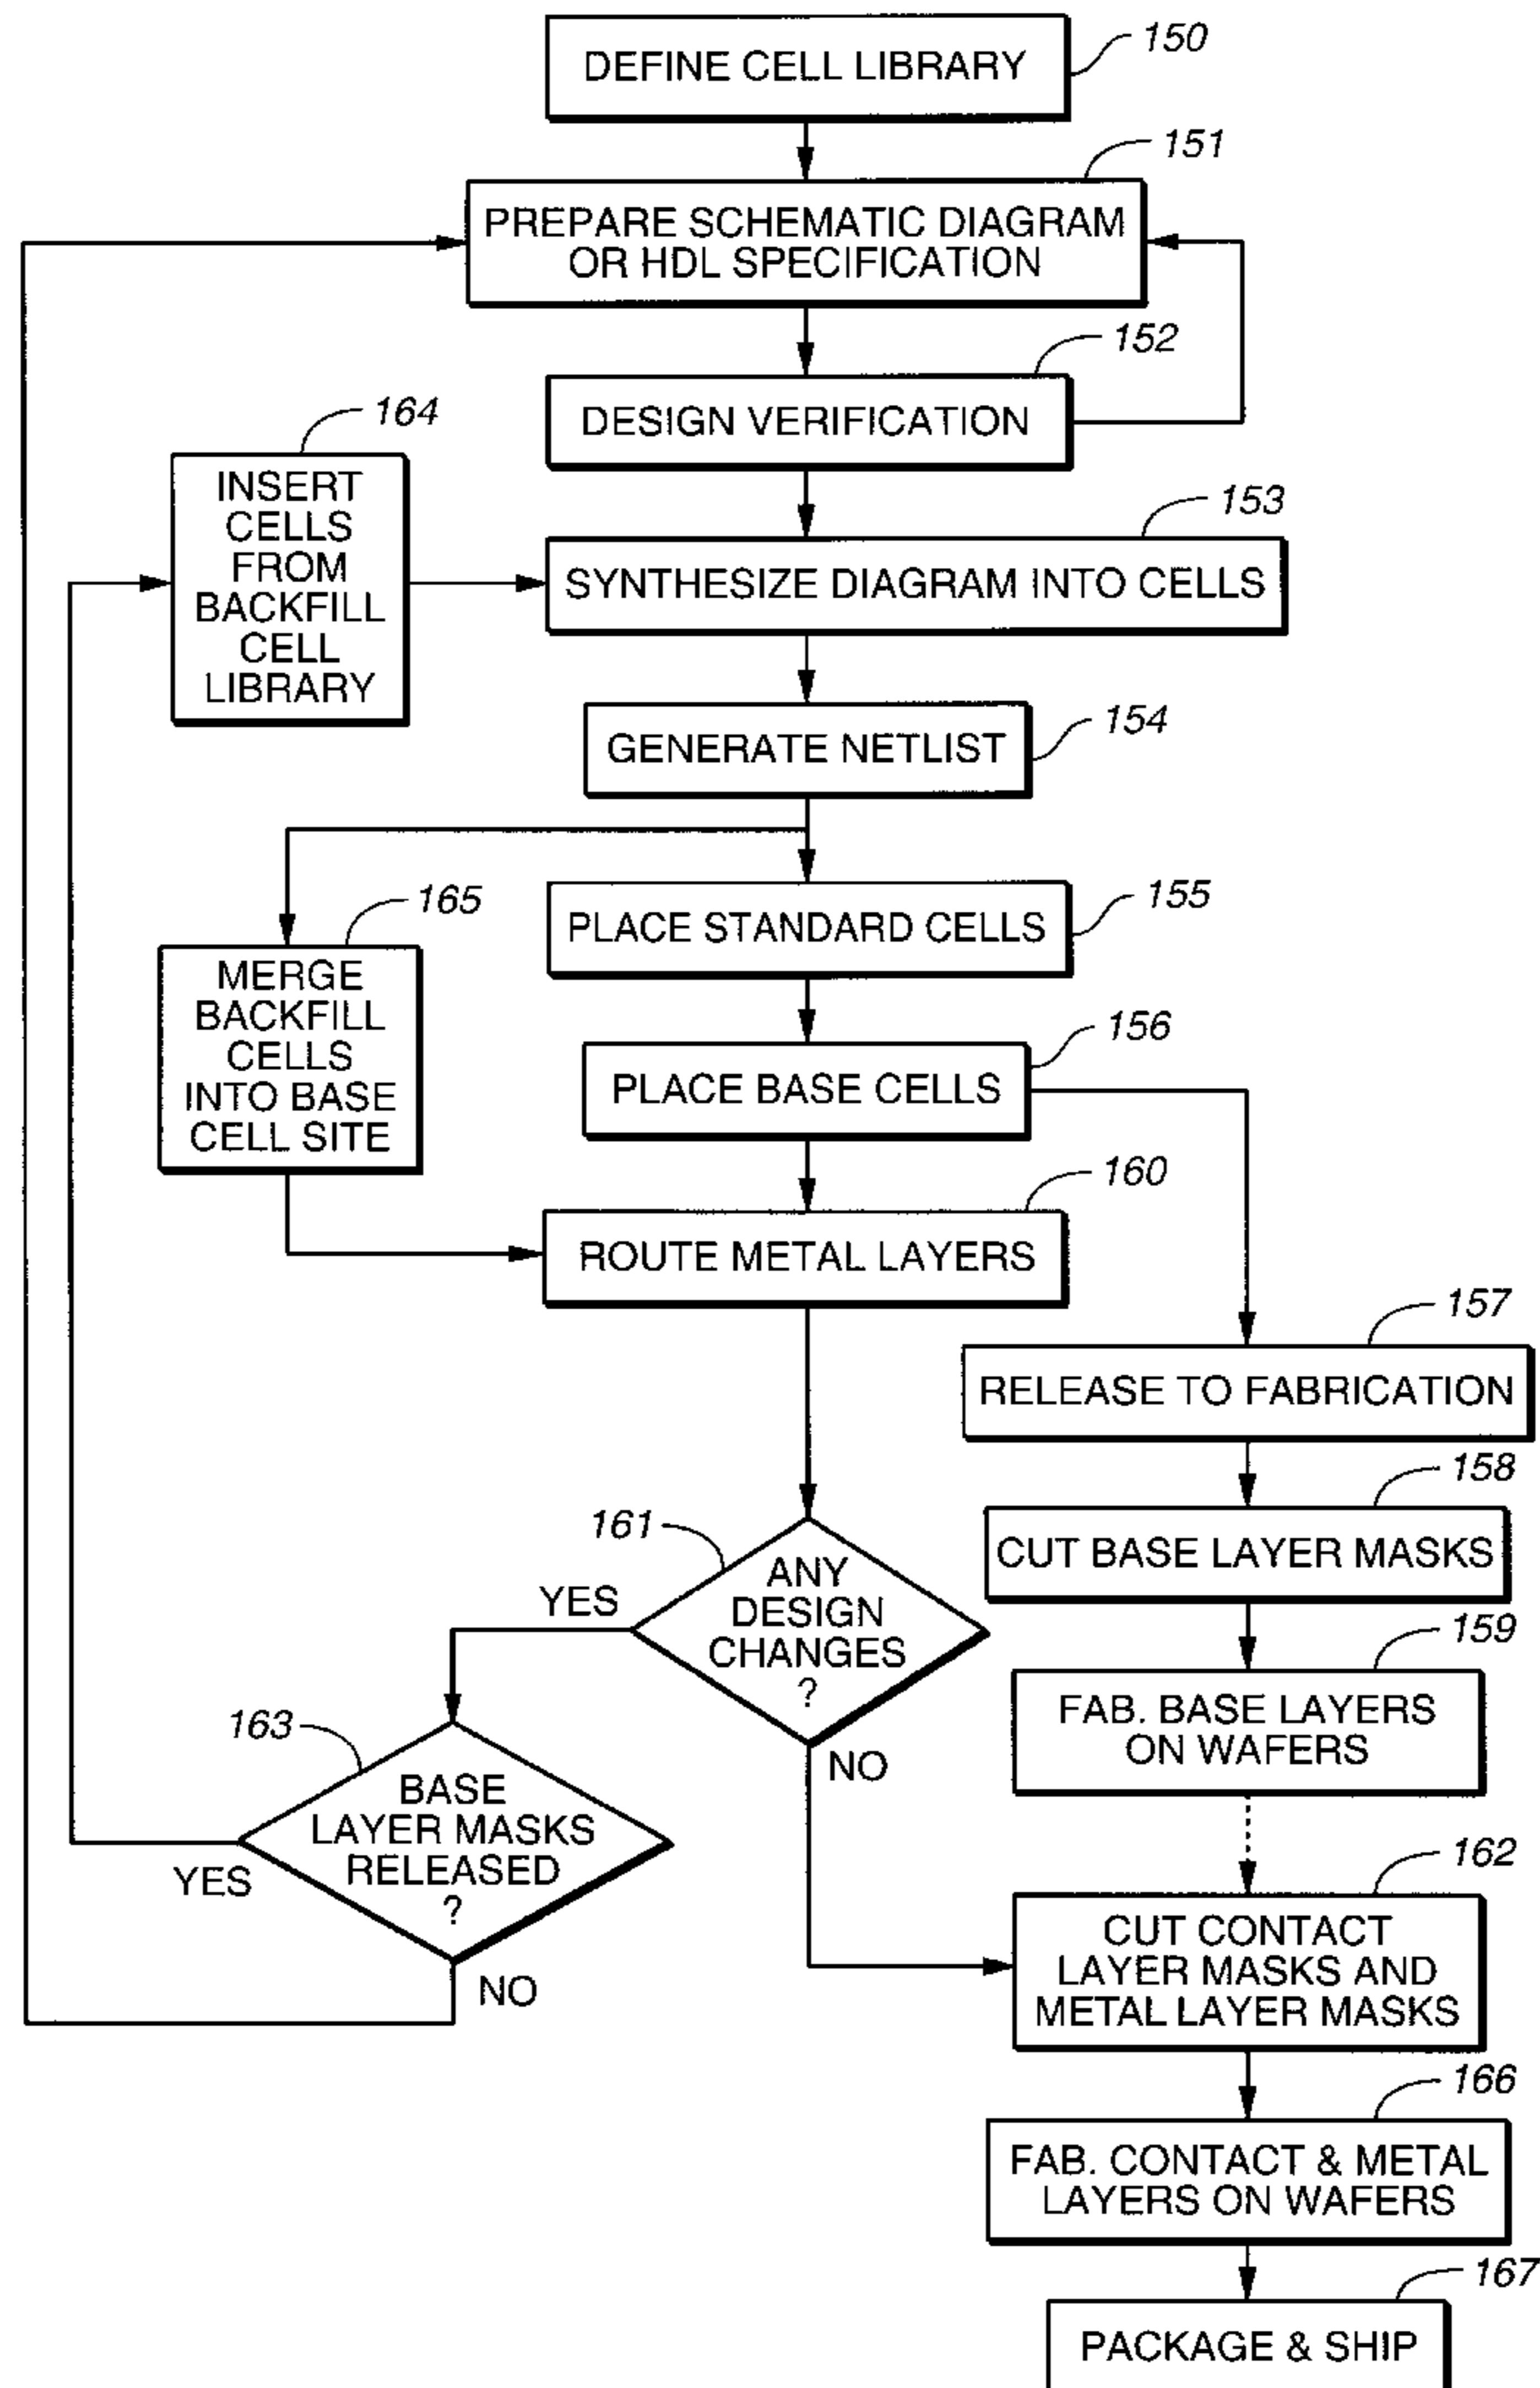 DEFINE CELL LIBRARY
150
151
PREPARE SCHEMATIC DIAGRAM
OR HDL SPECIFICATION
152
DESIGN VERIFICATION
164
INSERT
CELLS
FROM
BACKFILL
CELL
LIBRARY
153
SYNTHESIZE DIAGRAM INTO CELLS
154
GENERATE NETLIST
165
MERGE
BACKFILL
CELLS
INTO BASE
CELL SITE
155
PLACE STANDARD CELLS
156
PLACE BASE CELLS
160
ROUTE METAL LAYERS
157
RELEASE TO FABRICATION
158
CUT BASE LAYER MASKS
161
ANY
DESIGN
CHANGES
?
YES
NO
159
FAB. BASE LAYERS
ON WAFERS
163
BASE
LAYER MASKS
RELEASED
?
YES
NO
162
CUT CONTACT
LAYER MASKS AND
METAL LAYER MASKS
166
FAB. CONTACT & METAL
LAYERS ON WAFERS
167
PACKAGE & SHIP